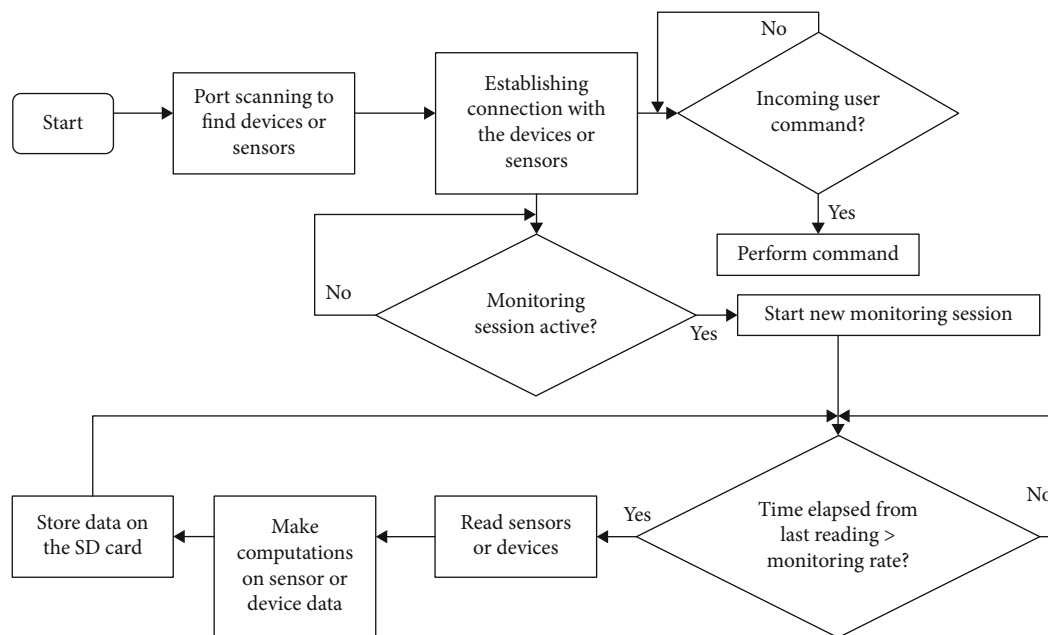 Start
Port scanning to
find devices or
sensors
Establishing
connection with
the devices or
sensors
No
Incoming user
command?
Yes
Perform command
No
Monitoring
session active?
Yes
Start new monitoring session
Time elapsed from
last reading >
monitoring rate?
No
Yes
Read sensors
or devices
Make
computations
on sensor or
device data
Store data on
the SD card